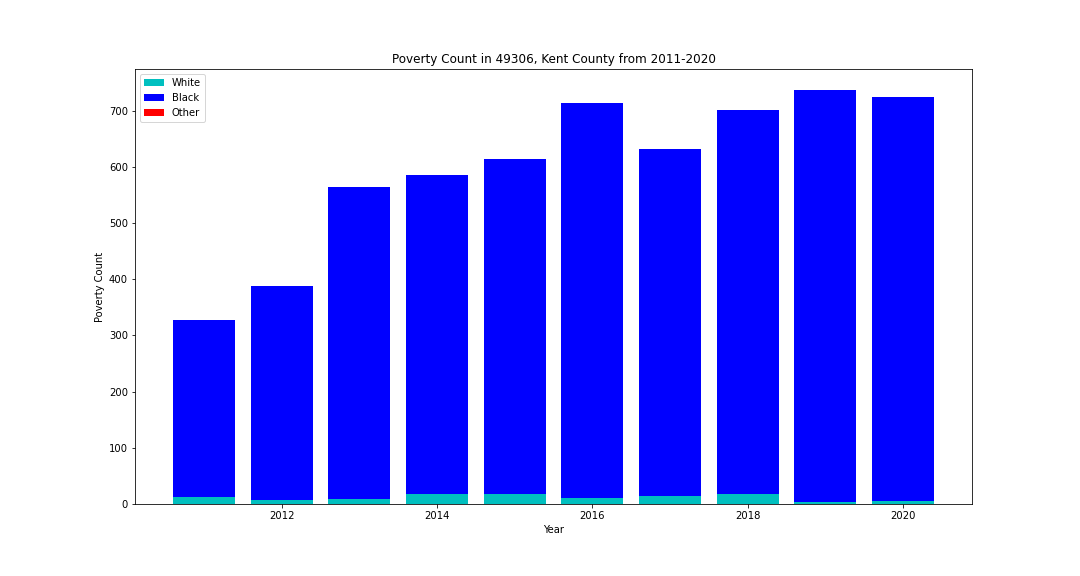 Poverty Count in 49306, Kent County from 2011-2020
White
Black
Other
700
600
500
400
300
200
100
0
Poverty Count
2012 2014 2016 2018 2020
Year